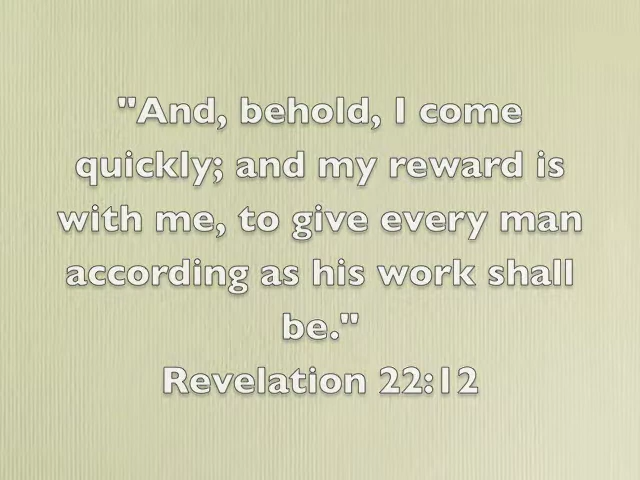 "And, behold, I come
quickly; and my reward is
with me, to give every man
according as his work shall
be."
Revelation 22:12